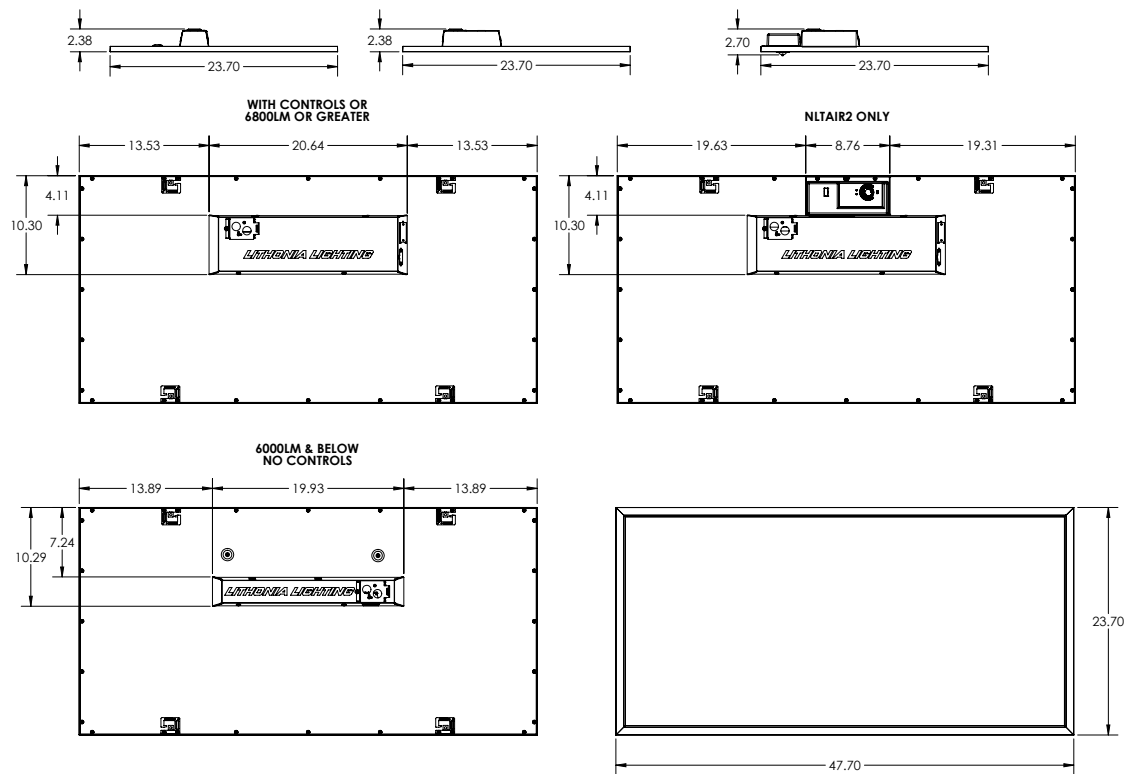 2.38
23.70
2.38
23.70
2.70
23.70
WITH CONTROLS OR
6800LM OR GREATER
13.53
20.64
13.53
4.11
10.30
LITHONIA LIGHTING
NLTAIR2 ONLY
19.63
8.76
19.31
4.11
10.30
LITHONIA LIGHTING
6000LM & BELOW
NO CONTROLS
13.89
19.93
13.89
7.24
10.29
LITHONIA LIGHTING
23.70
47.70